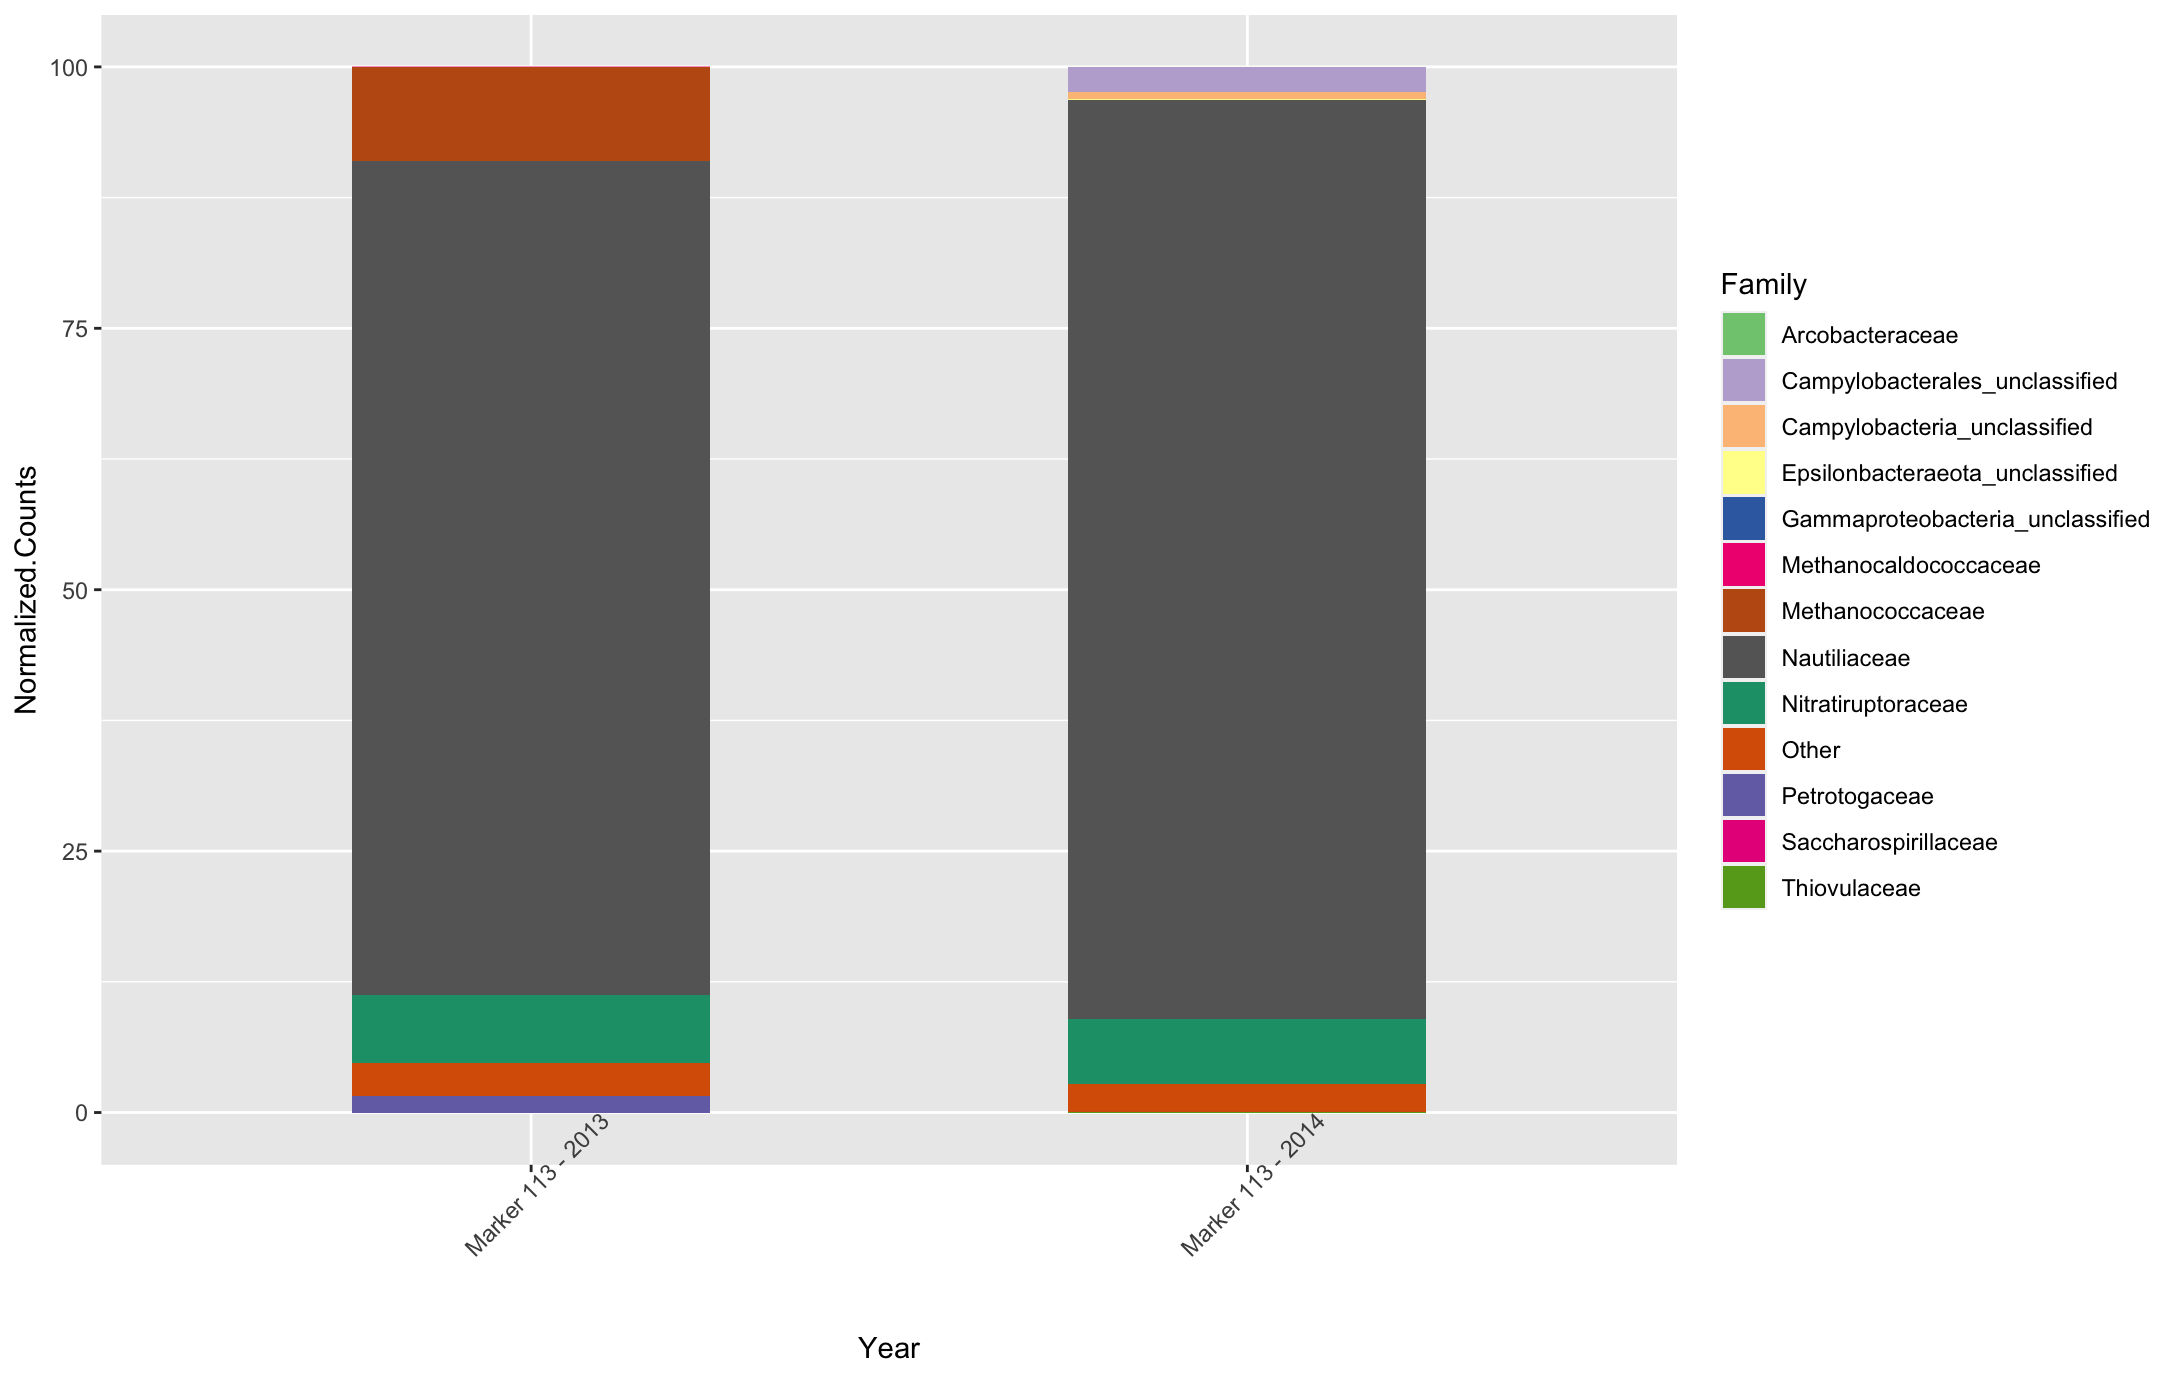 100
75
50
25
0
Normalized.Counts
Marker 113 - 2013
Marker 113 - 2014
Year
Family
Arcobacteraceae
Campylobacterales_unclassified
Campylobacteria_unclassified
Epsilonbacteraeota_unclassified
Gammaproteobacteria_unclassified
Methanocaldococcaceae
Methanococcaceae
Nautiliaceae
Nitratiruptoraceae
Other
Petrotogaceae
Saccharospirillaceae
Thiovulaceae